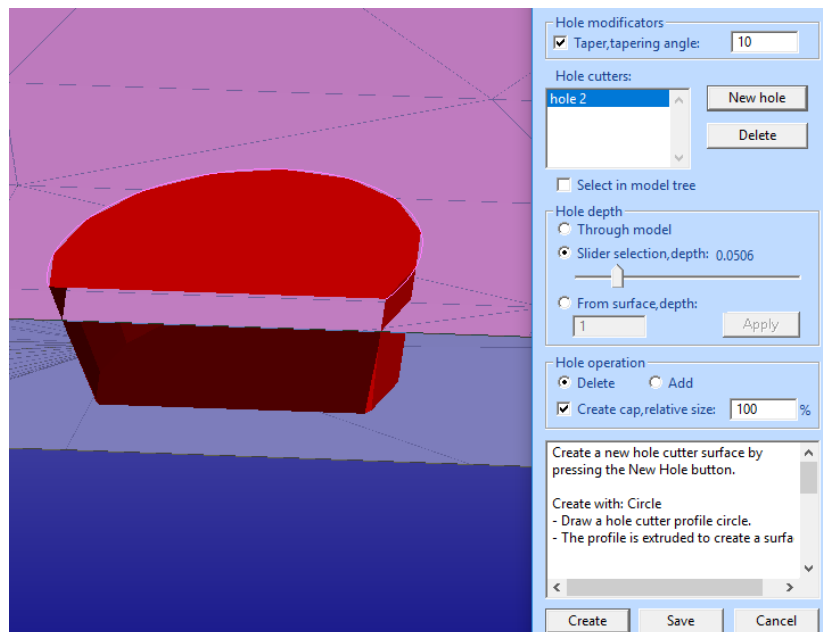 Hole modificators
Taper,tapering angle: 10
Hole cutters:
hole 2
New hole
Delete
Select in model tree
Hole depth
Through model
Slider selection,depth: 0.0506
From surface,depth:
1
Apply
Hole operation
Delete Add
Create cap,relative size: 100 %
Create a new hole cutter surface by
pressing the New Hole button.
Create with: Circle
- Draw a hole cutter profile circle.
- The profile is extruded to create a surfa
Create Save Cancel